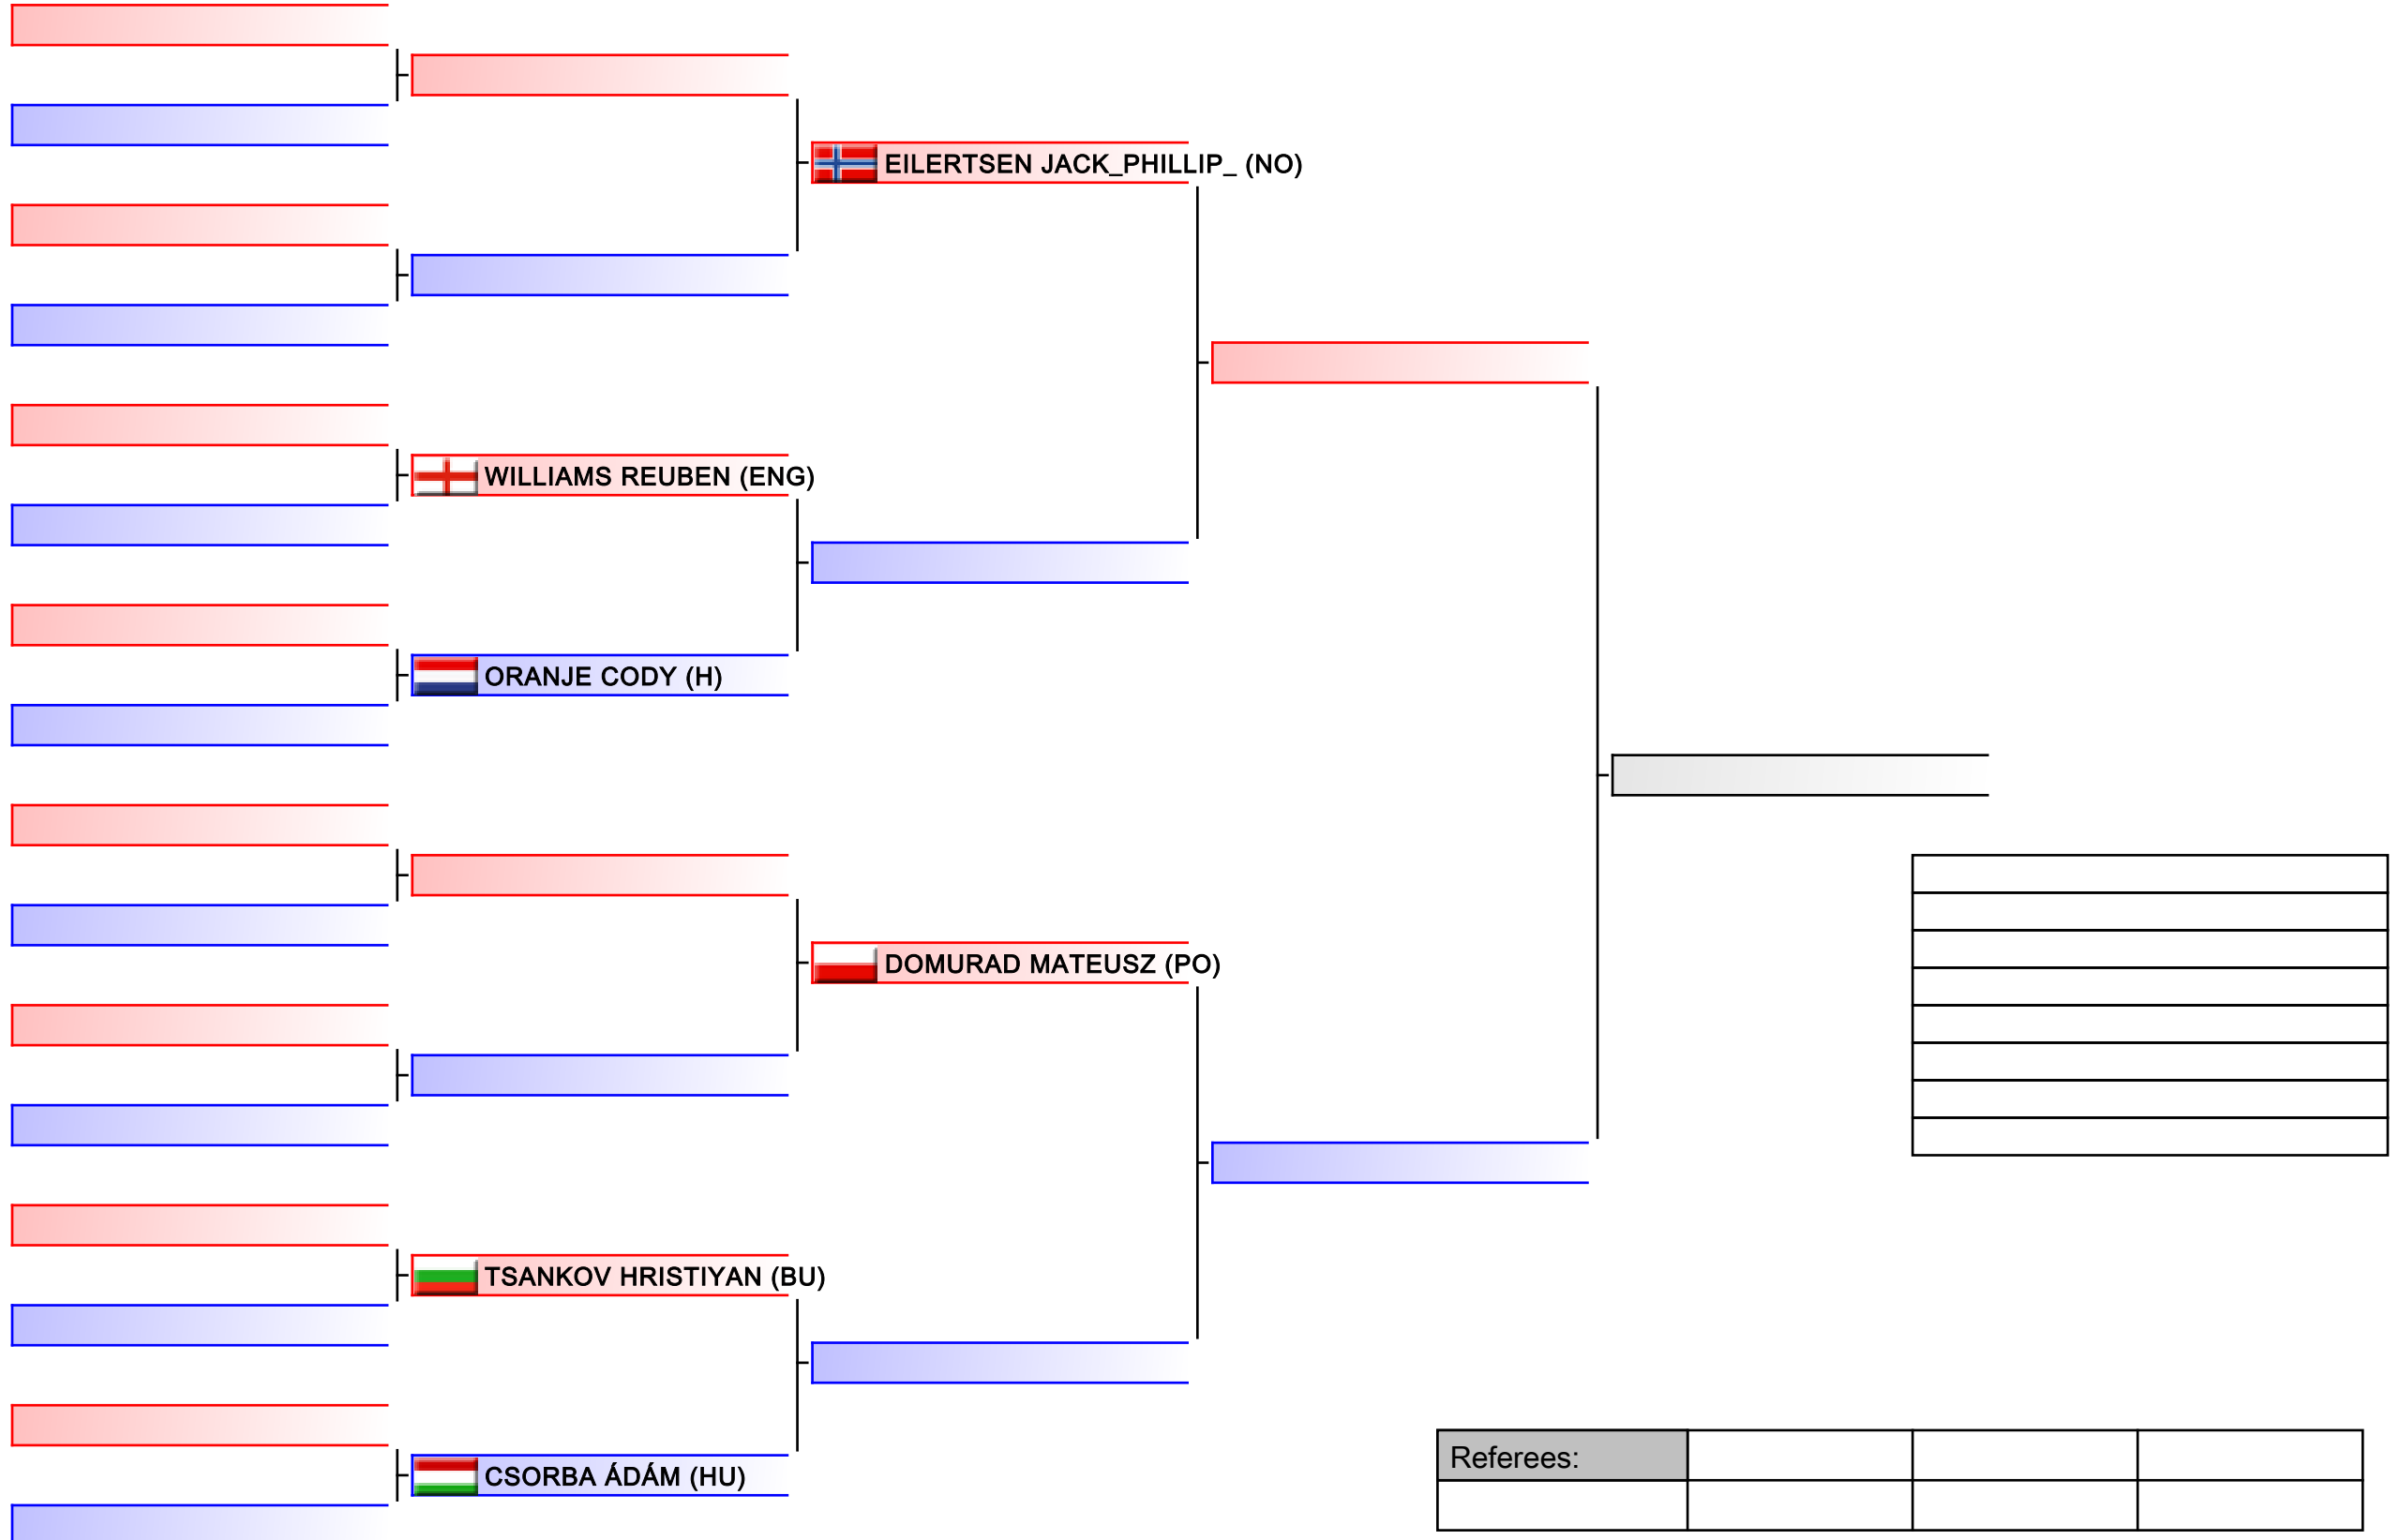 EILERTSEN JACK_PHILLIP_ (NO)
WILLIAMS REUBEN (ENG)
ORANJE CODY (H)
DOMURAD MATEUSZ (PO)
TSANKOV HRISTIYAN (BU)
CSORBA ÁDÁM (HU)
Referees: